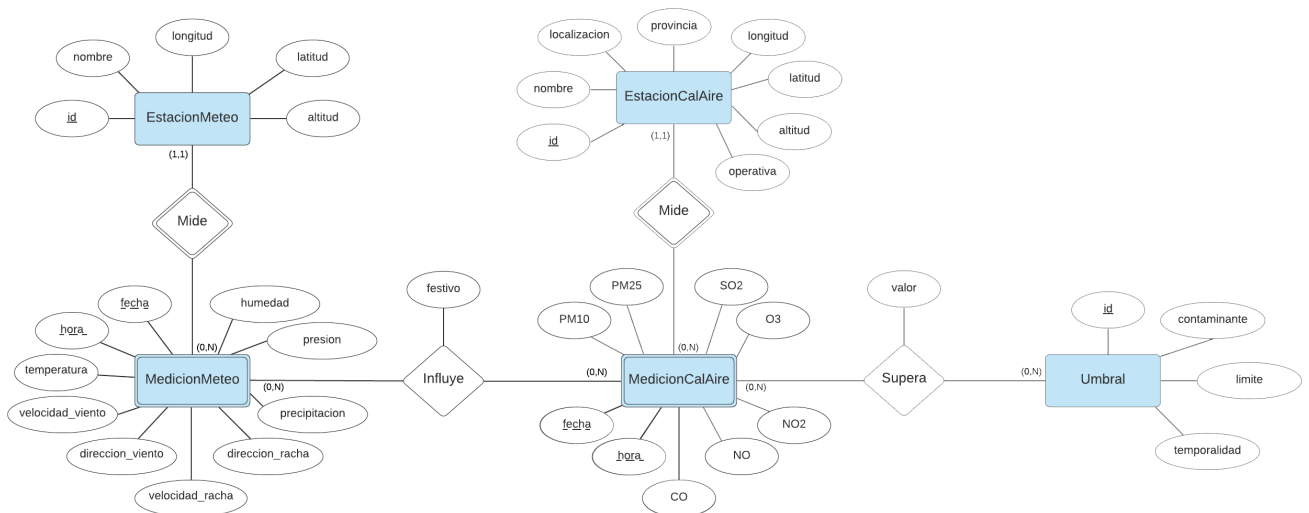 longitud
nombre
latitud
EstacionMeteo
id
altitud
(1,1)
Mide
provincia
localizacion
longitud
nombre
EstacionCalAire
latitud
id
altitud
operativa
(1,1)
Mide
fecha
humedad
hora
presion
temperatura
(0,N)
MedicionMeteo
(0,N)
velocidad_viento
precipitacion
direccion_viento
direccion_racha
velocidad_racha
festivo
Influye
(0,N)
PM25
SO2
PM10
O3
(0,N)
MedicionCalAire
(0,N)
fecha
NO2
hora
NO
CO
valor
Supera
(0,N)
id
contaminante
Umbral
limite
temporalidad